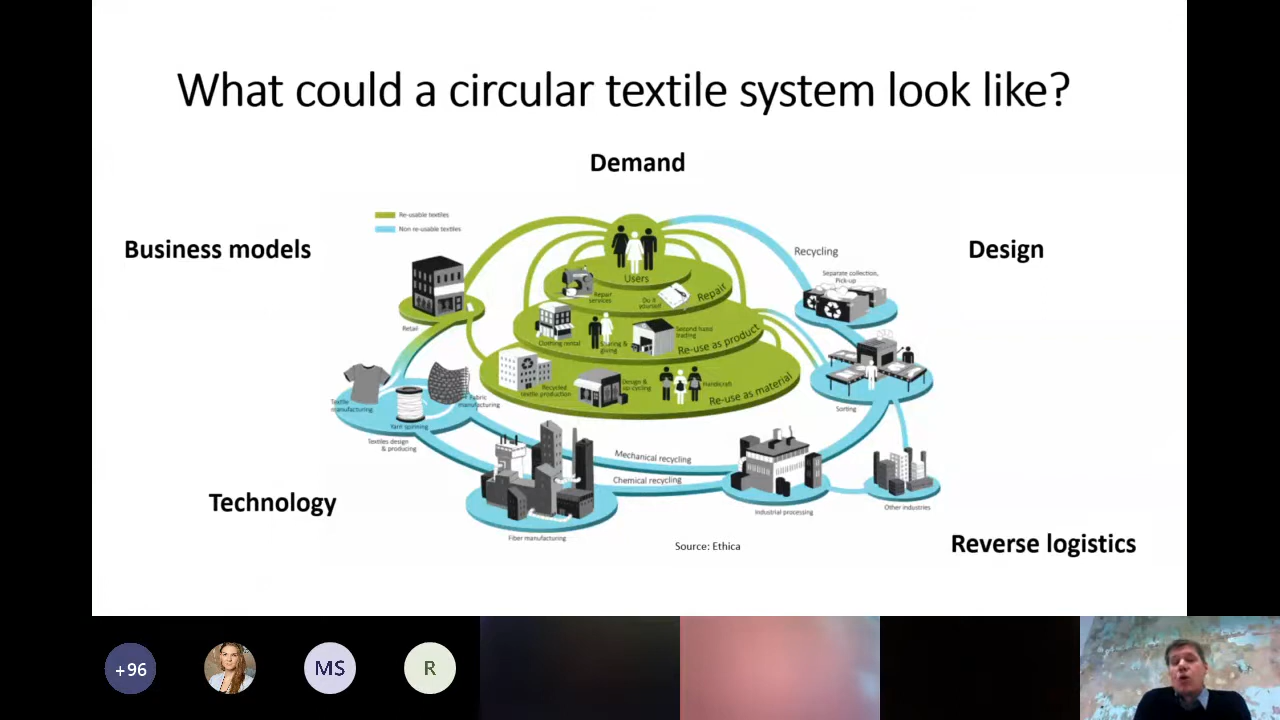 What could a circular textile system look like?
Demand
Business models
Design
Re-usable textiles
Non re-usable textiles
Recycling
Separate collection,
Pick-up
Users
Repair
services
Do it
yourself
Repair
Retail
Clothing rental
Sharing &
giving
Second hand
trading
Re-use as product
Recycled
textile production
Design &
Handicraft
Re-use as material
Textile
manufacturing
Yarn spinning
Fabric
manufacturing
Textiles design
& producing
Sorting
Mechanical recycling
Chemical recycling
Technology
Fiber manufacturing
Industrial processing
Other industries
Source: Ethica
Reverse logistics
+96
MS
R